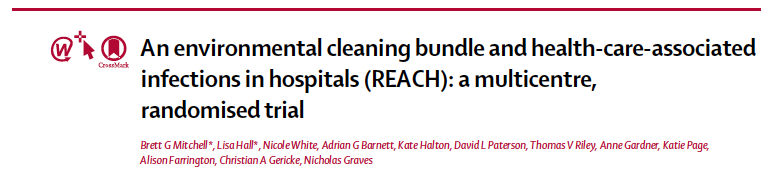 W
CrossMark
An environmental cleaning bundle and health-care-associated
infections in hospitals (REACH): a multicentre,
randomised trial
Brett G Mitchell*, Lisa Hall*, Nicole White, Adrian G Barnett, Kate Halton, David L Paterson, Thomas V Riley, Anne Gardner, Katie Page,
Alison Farrington, Christian A Gericke, Nicholas Graves